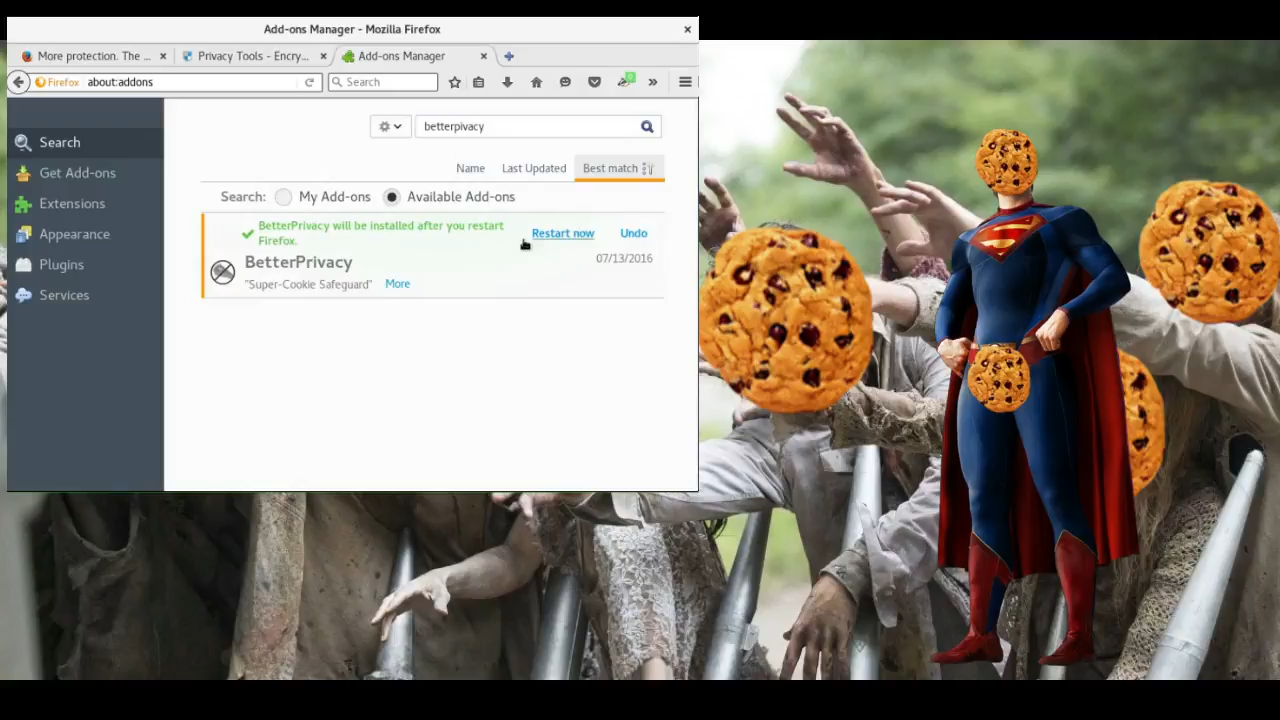 Add-ons Manager - Mozilla Firefox
More protection. The ...
Privacy Tools - Encry...
Add-ons Manager
Firefox about:addons
Search
0
betterprivacy
Search
Get Add-ons
Extensions
Appearance
Plugins
Services
Name Last Updated Best match
Search: My Add-ons Available Add-ons
BetterPrivacy will be installed after you restart
Firefox.
Restart now Undo
BetterPrivacy 07/13/2016
"Super-Cookie Safeguard" More